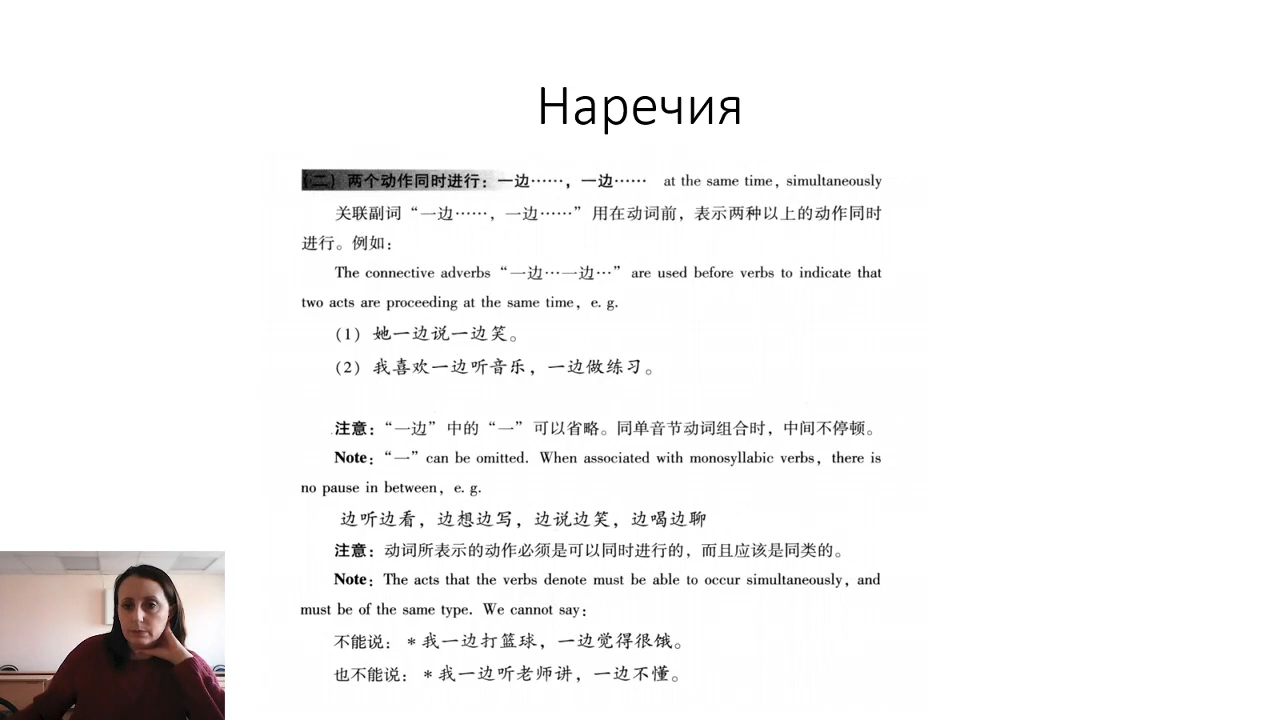 Наречия
(二) 两个动作同时进行：一边……，一边…… at the same time, simultaneously
关联副词“一边……，一边……”用在动词前，表示两种以上的动作同时
进行。例如：
The connective adverbs “一边…一边…” are used before verbs to indicate that
two acts are proceeding at the same time, e. g.
(1) 她一边说一边笑。
(2) 我喜欢一边听音乐，一边做练习。
注意：“一边”中的“一”可以省略。同单音节动词组合时，中间不停顿。
Note: “一” can be omitted. When associated with monosyllabic verbs, there is
no pause in between, e. g.
边听边看，边想边写，边说边笑，边喝边聊
注意：动词所表示的动作必须是可以同时进行的，而且应该是同类的。
Note: The acts that the verbs denote must be able to occur simultaneously, and
must be of the same type. We cannot say:
不能说：*我一边打篮球，一边觉得很饿。
也不能说：*我一边听老师讲，一边不懂。